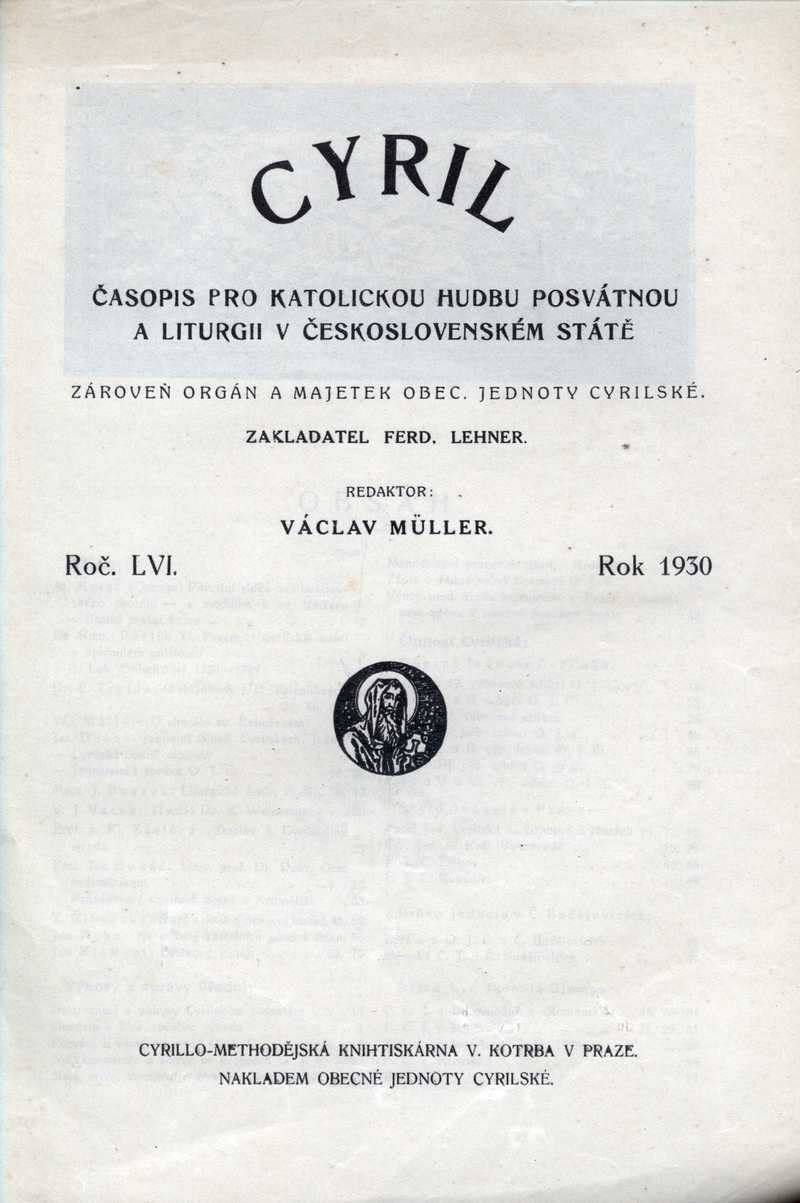 CYRIL
ČASOPIS PRO KATOLICKOU HUDBU POSVÁTNOU
A LITURGII V ČESKOSLOVENSKÉM STÁTĚ
ZÁROVEŇ ORGÁN A MAJETEK OBEC. JEDNOTY CYRILSKÉ.
ZAKLADATEL FERD. LEHNER.
REDAKTOR:
VÁCLAV MÜLLER.
Roč. LVI. Rok 1930
CYRILLO-METHODĚJSKÁ KNIHTISKÁRNA V. KOTRBA V PRAZE.
NAKLADEM OBECNÉ JEDNOTY CYRILSKÉ.